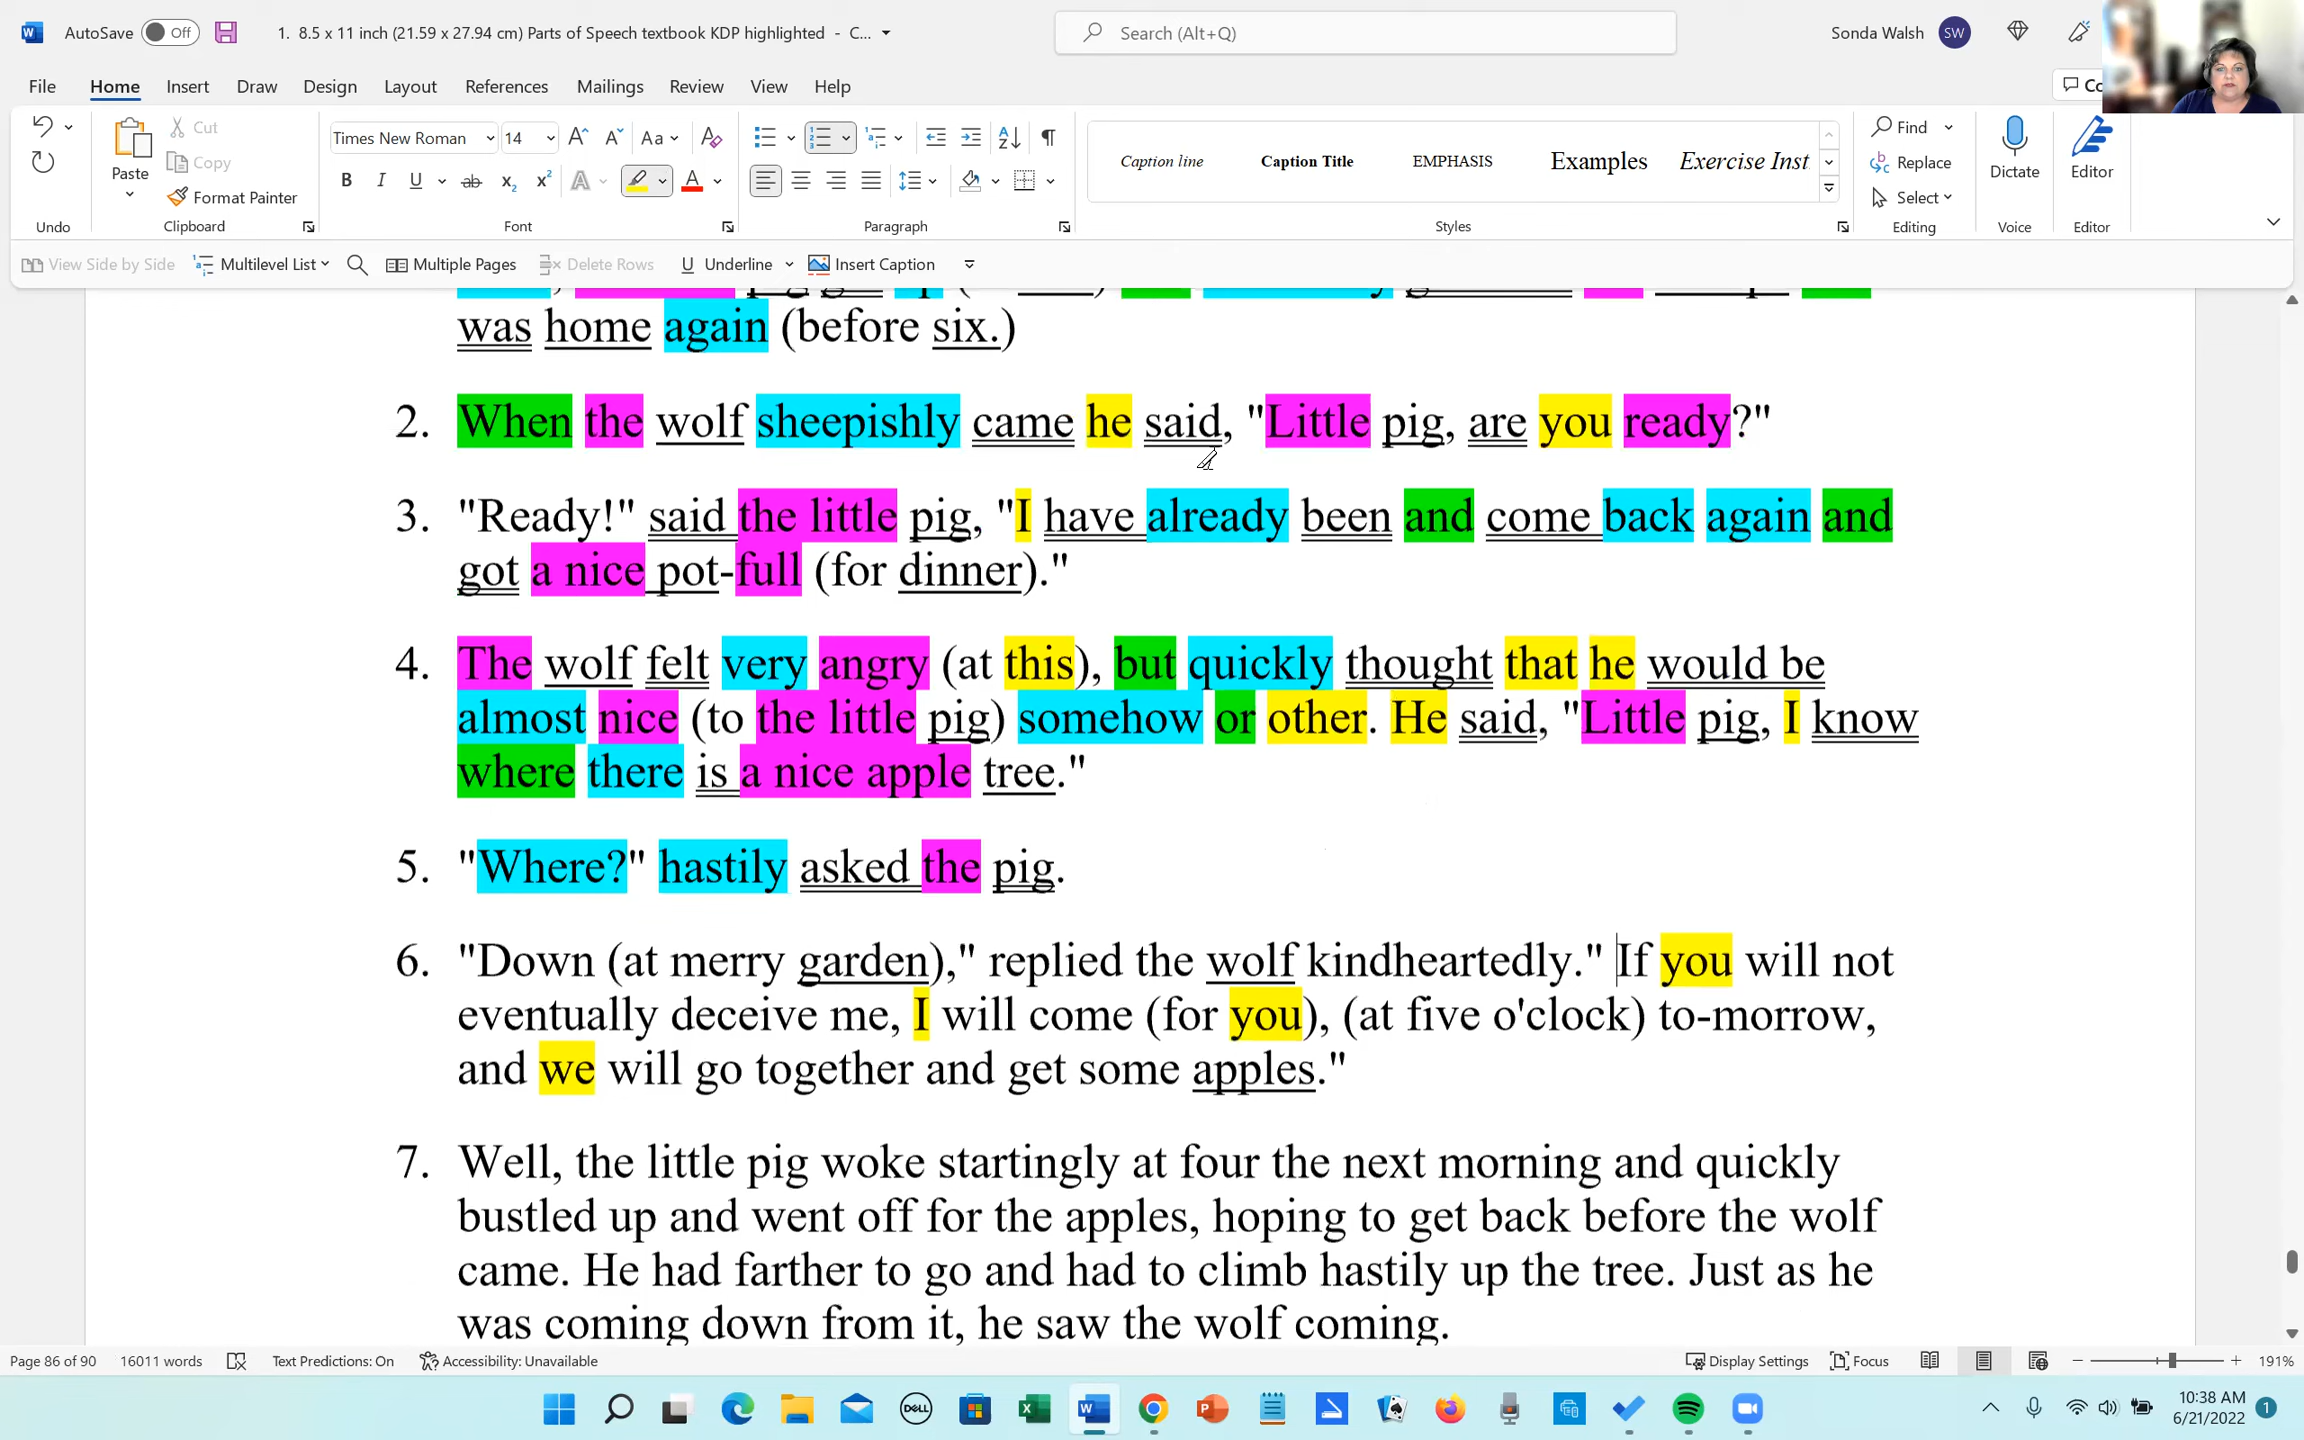 AutoSave Off 1. 8.5 x 11 inch (21.59 x 27.94 cm) Parts of Speech textbook KDP highlighted - C... Search (Alt+Q) Sonda Walsh SW
File Home Insert Draw Design Layout References Mailings Review View Help Co
Undo
Paste Cut Copy Format Painter
Clipboard
Times New Roman 14
Font
Paragraph
Caption line Caption Title EMPHASIS Examples Exercise Inst
Styles
Find Replace Select
Editing
Dictate
Voice
Editor
Editor
View Side by Side Multilevel List Multiple Pages Delete Rows Underline Insert Caption
was home again (before six.)
2. When the wolf sheepishly came he said, "Little pig, are you ready?"
3. "Ready!" said the little pig, "I have already been and come back again and
got a nice pot-full (for dinner)."
4. The wolf felt very angry (at this), but quickly thought that he would be
almost nice (to the little pig) somehow or other. He said, "Little pig, I know
where there is a nice apple tree."
5. "Where?" hastily asked the pig.
6. "Down (at merry garden)," replied the wolf kindheartedly." If you will not
eventually deceive me, I will come (for you), (at five o'clock) to-morrow,
and we will go together and get some apples."
7. Well, the little pig woke startingly at four the next morning and quickly
bustled up and went off for the apples, hoping to get back before the wolf
came. He had farther to go and had to climb hastily up the tree. Just as he
was coming down from it, he saw the wolf coming.
Page 86 of 90 16011 words Text Predictions: On Accessibility: Unavailable Display Settings Focus 191%
DELL
10:38 AM
6/21/2022 1